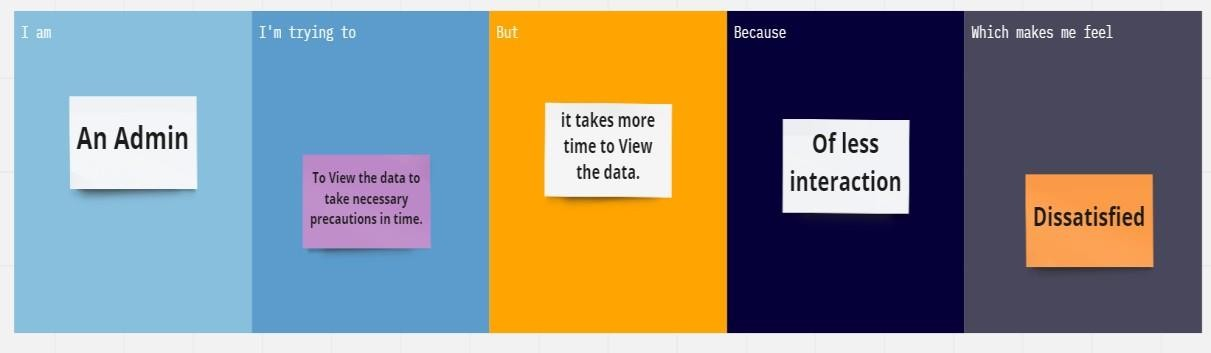 I am
An Admin
I'm trying to
To View the data to
take necessary
precautions in time.
But
it takes more
time to View
the data.
Because
Of less
interaction
Which makes me feel
Dissatisfied